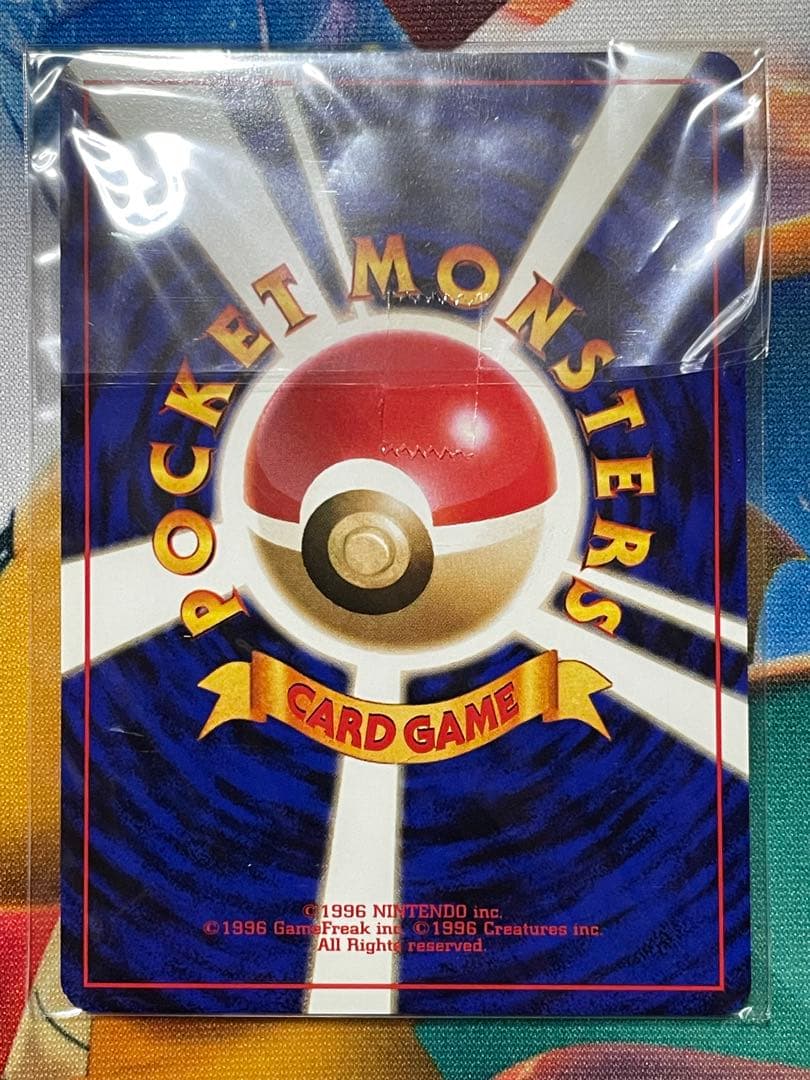 POCKET MONSTERS
CARD GAME
©1996 NINTENDO inc.
©1996 GameFreak inc. ©1996 Creatures inc.
All Rights reserved.